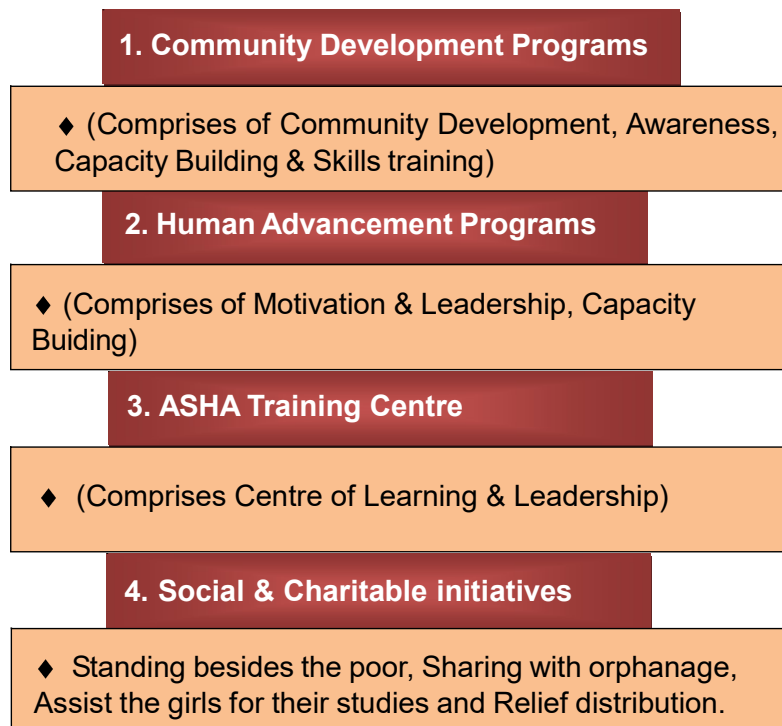 1. Community Development Programs
♦ (Comprises of Community Development, Awareness,
Capacity Building & Skills training)
2. Human Advancement Programs
♦ (Comprises of Motivation & Leadership, Capacity
Buiding)
3. ASHA Training Centre
♦ (Comprises Centre of Learning & Leadership)
4. Social & Charitable initiatives
♦ Standing besides the poor, Sharing with orphanage,
Assist the girls for their studies and Relief distribution.